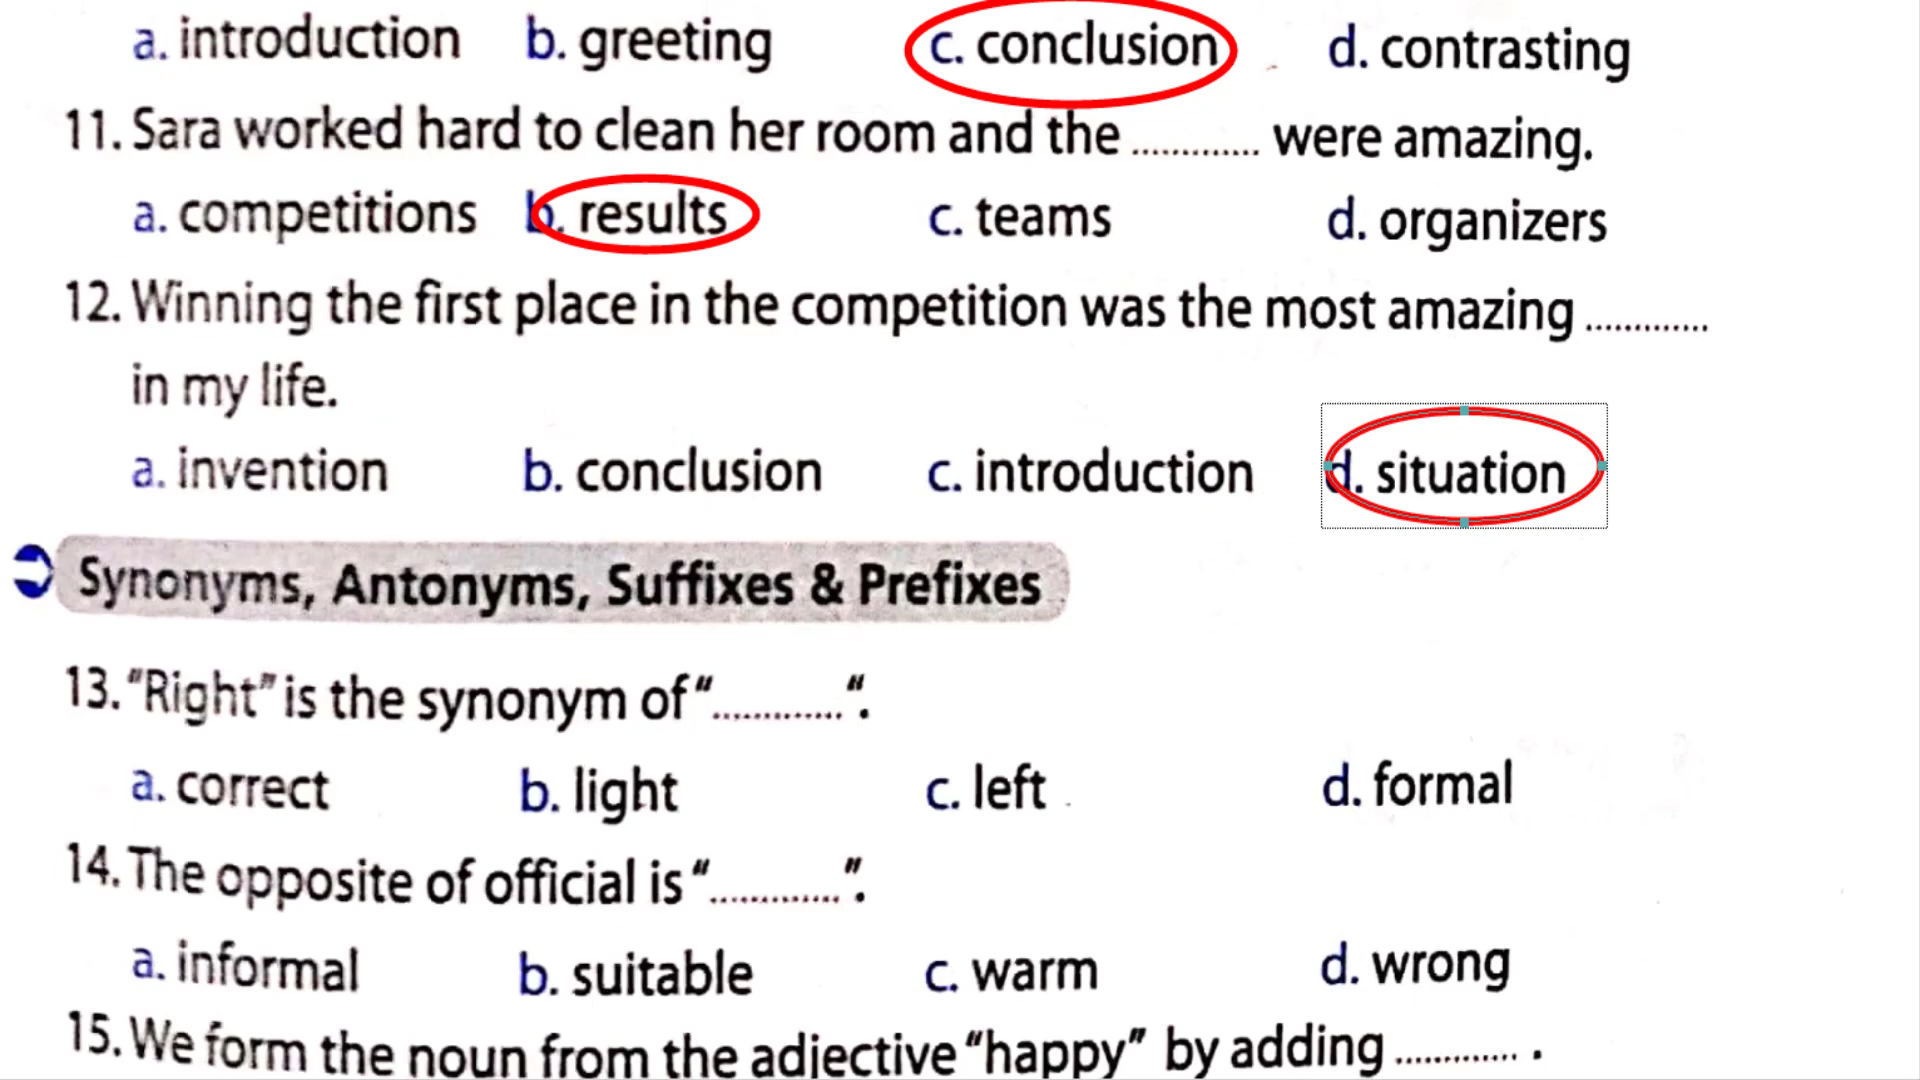 a. introduction b. greeting c. conclusion d. contrasting
11. Sara worked hard to clean her room and the ............. were amazing.
a. competitions b. results c. teams d. organizers
12. Winning the first place in the competition was the most amazing .............
in my life.
a. invention b. conclusion c. introduction d. situation
Synonyms, Antonyms, Suffixes & Prefixes
13. "Right" is the synonym of "............. ".
a. correct b. light c. left d. formal
14. The opposite of official is "............. ".
a. informal b. suitable c. warm d. wrong
15. We form the noun from the adjective "happy" by adding ............. .